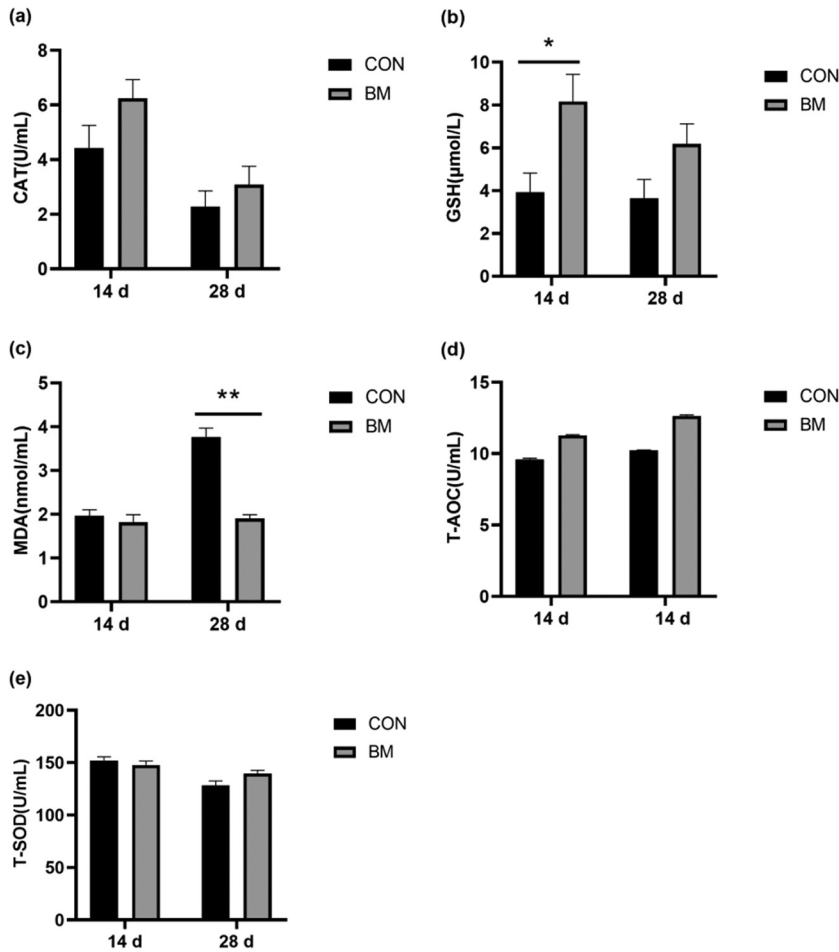 (a)
8
6
4
2
0
CAT(U/mL)
14 d
28 d
CON
BM
(b)
*
10
8
6
4
2
0
GSH(μmol/L)
14 d
28 d
CON
BM
(c)
**
5
4
3
2
1
0
MDA(nmol/mL)
14 d
28 d
CON
BM
(d)
15
10
5
0
T-AOC(U/mL)
14 d
14 d
CON
BM
(e)
200
150
100
50
0
T-SOD(U/mL)
14 d
28 d
CON
BM